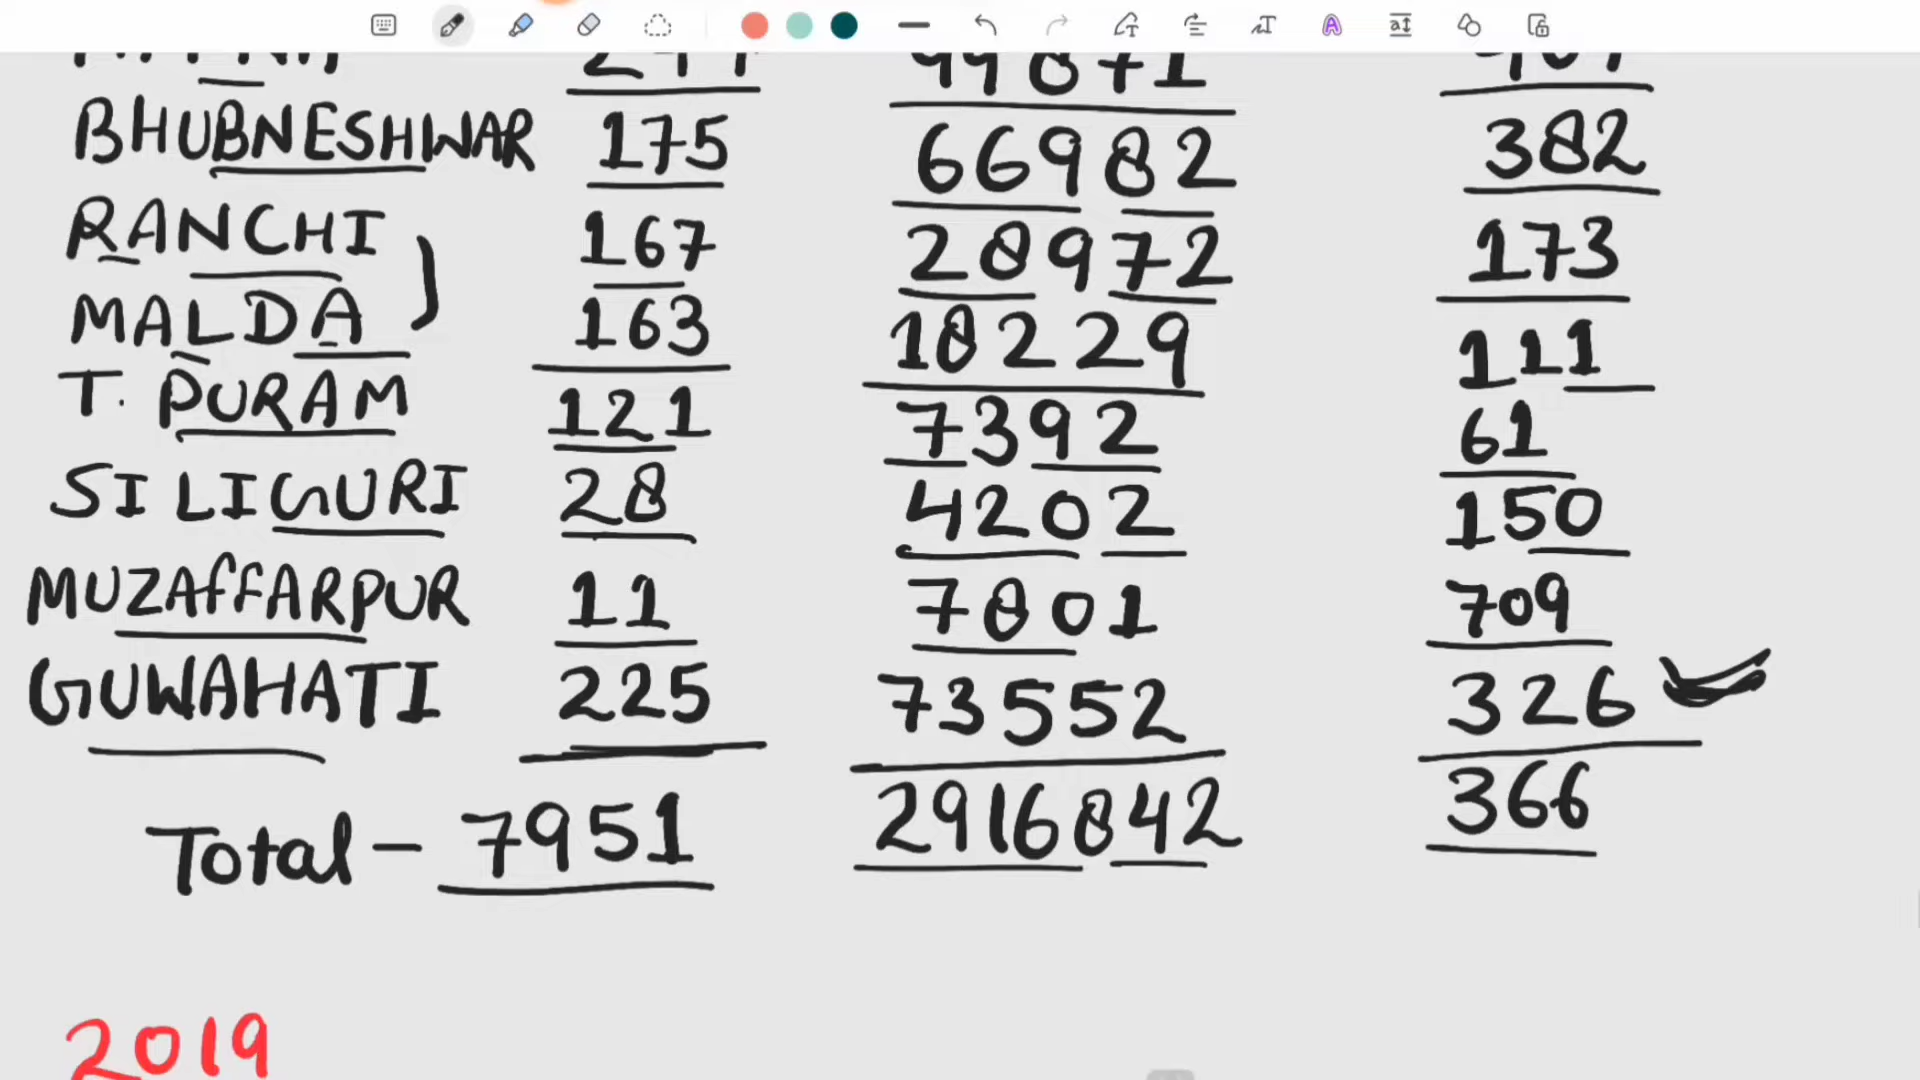 BHUBNESHWAR 175 66982 382
RANCHI 167 28972 173
MALDA 163 18229 111
T. PURAM 121 7392 61
SILIGURI 28 4202 150
MUZAFFARPUR 11 7801 709
GUWAHATI 225 73552 326
Total - 7951 2916842 366
2019